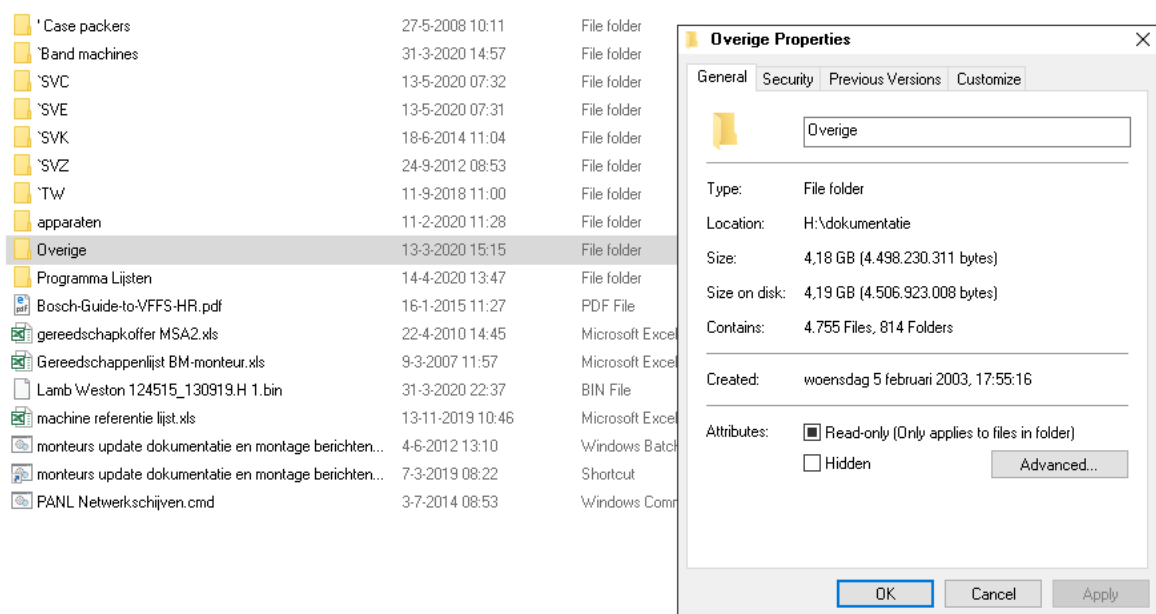 ' Case packers 27-5-2008 10:11 File folder
`Band machines 31-3-2020 14:57 File folder
`SVC 13-5-2020 07:32 File folder
`SVE 13-5-2020 07:31 File folder
`SVK 18-6-2014 11:04 File folder
`SVZ 24-9-2012 08:53 File folder
`TW 11-9-2018 11:00 File folder
apparaten 11-2-2020 11:28 File folder
Overige 13-3-2020 15:15 File folder
Programma Lijsten 14-4-2020 13:47 File folder
Bosch-Guide-to-VFFS-HR.pdf 16-1-2015 11:27 PDF File
gereedschapkoffer MSA2.xls 22-4-2010 14:45 Microsoft Excel
Gereedschappenlijst BM-monteur.xls 9-3-2007 11:57 Microsoft Excel
Lamb Weston 124515_130919.H 1.bin 31-3-2020 22:37 BIN File
machine referentie lijst.xls 13-11-2019 10:46 Microsoft Excel
monteurs update dokumentatie en montage berichten... 4-6-2012 13:10 Windows Batch
monteurs update dokumentatie en montage berichten... 7-3-2019 08:22 Shortcut
PANL Netwerkschijven.cmd 3-7-2014 08:53 Windows Comm
Overige Properties
General Security Previous Versions Customize
Overige
Type: File folder
Location: H:\dokumentatie
Size: 4,18 GB (4.498.230.311 bytes)
Size on disk: 4,19 GB (4.506.923.008 bytes)
Contains: 4.755 Files, 814 Folders
Created: woensdag 5 februari 2003, 17:55:16
Attributes: Read-only (Only applies to files in folder)
Hidden Advanced...
OK Cancel Apply